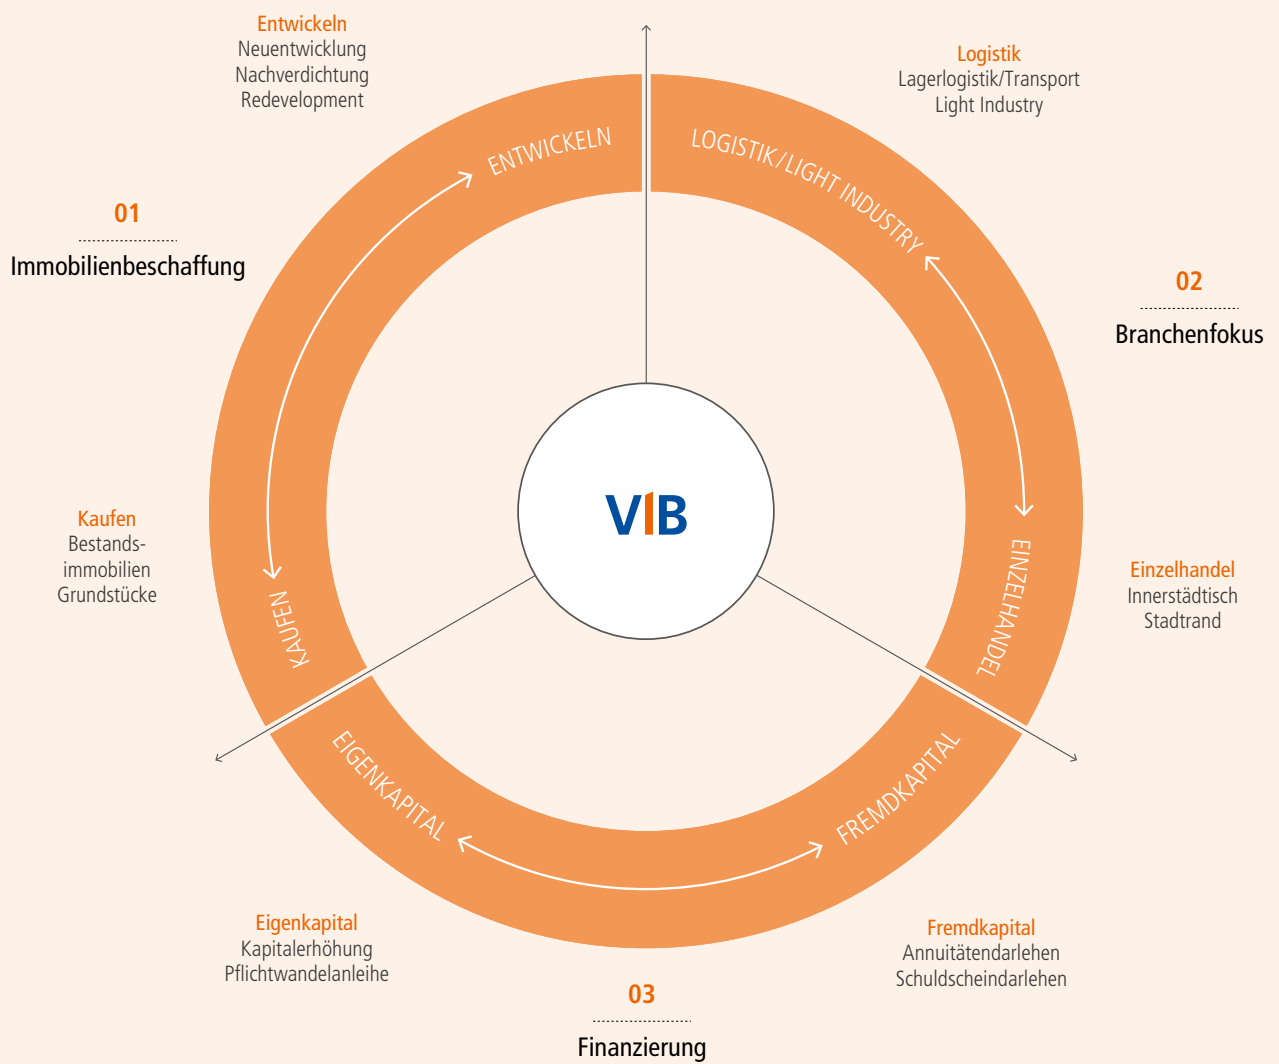 Entwickeln
Neuentwicklung
Nachverdichtung
Redevelopment
Logistik
Lagerlogistik/Transport
Light Industry
ENTWICKELN
LOGISTIK/LIGHT INDUSTRY
01
Immobilienbeschaffung
02
Branchenfokus
VIB
Kaufen
Bestands-
immobilien
Grundstücke
KAUFEN
EINZELHANDEL
Einzelhandel
Innerstädtisch
Stadtrand
EIGENKAPITAL
FREMDKAPITAL
Eigenkapital
Kapitalerhöhung
Pflichtwandelanleihe
Fremdkapital
Annuitätendarlehen
Schuldscheindarlehen
03
Finanzierung